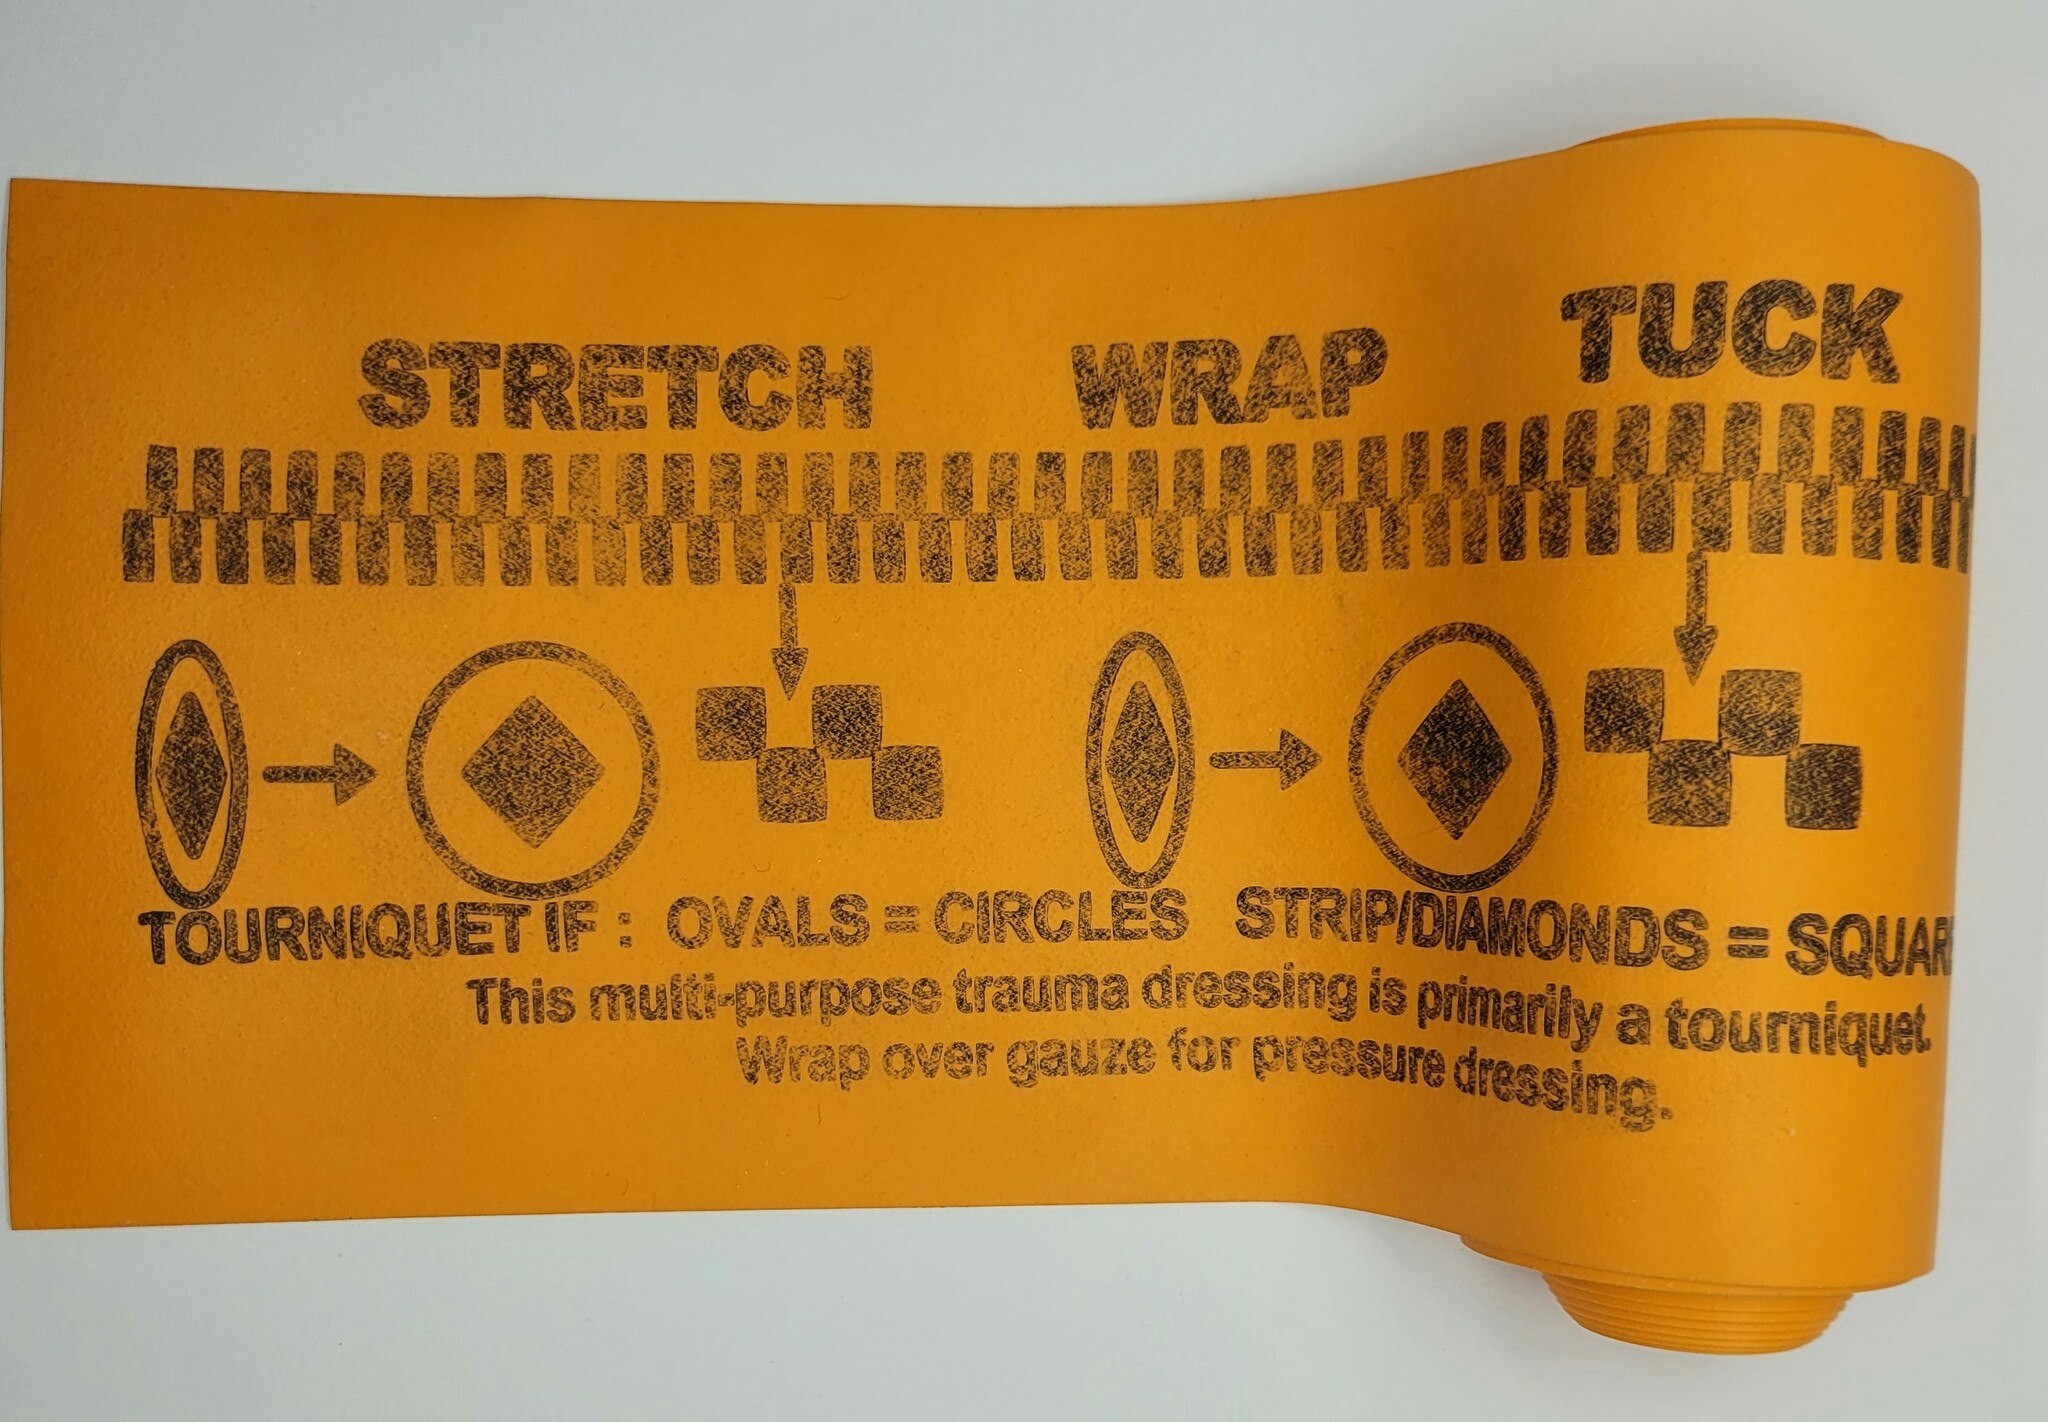 STRETCH WRAP TUCK
TOURNIQUET IF : OVALS = CIRCLES STRIP/DIAMONDS = SQUAR
This multi-purpose trauma dressing is primarily a tourniquet.
Wrap over gauze for pressure dressing.